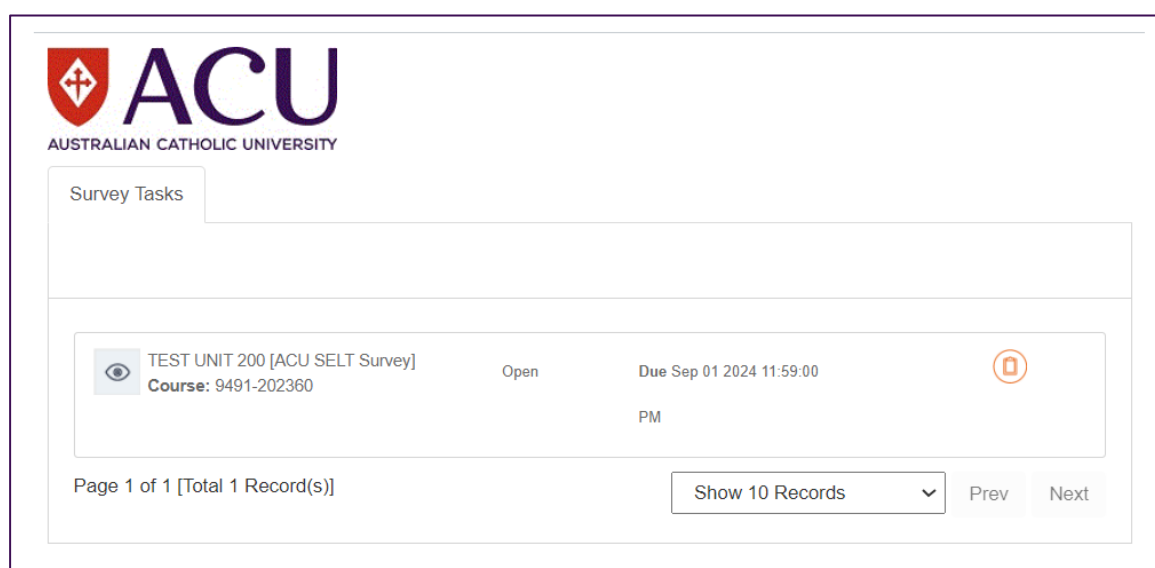 ACU
AUSTRALIAN CATHOLIC UNIVERSITY
Survey Tasks
TEST UNIT 200 [ACU SELT Survey]
Course: 9491-202360
Open
Due Sep 01 2024 11:59:00
PM
Page 1 of 1 [Total 1 Record(s)]
Show 10 Records
Prev
Next